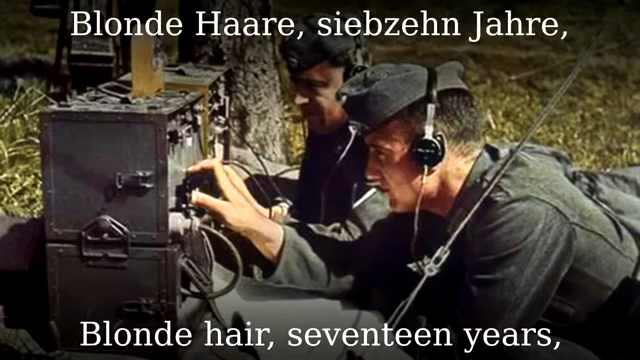 Blonde Haare, siebzehn Jahre,
Blonde hair, seventeen years,